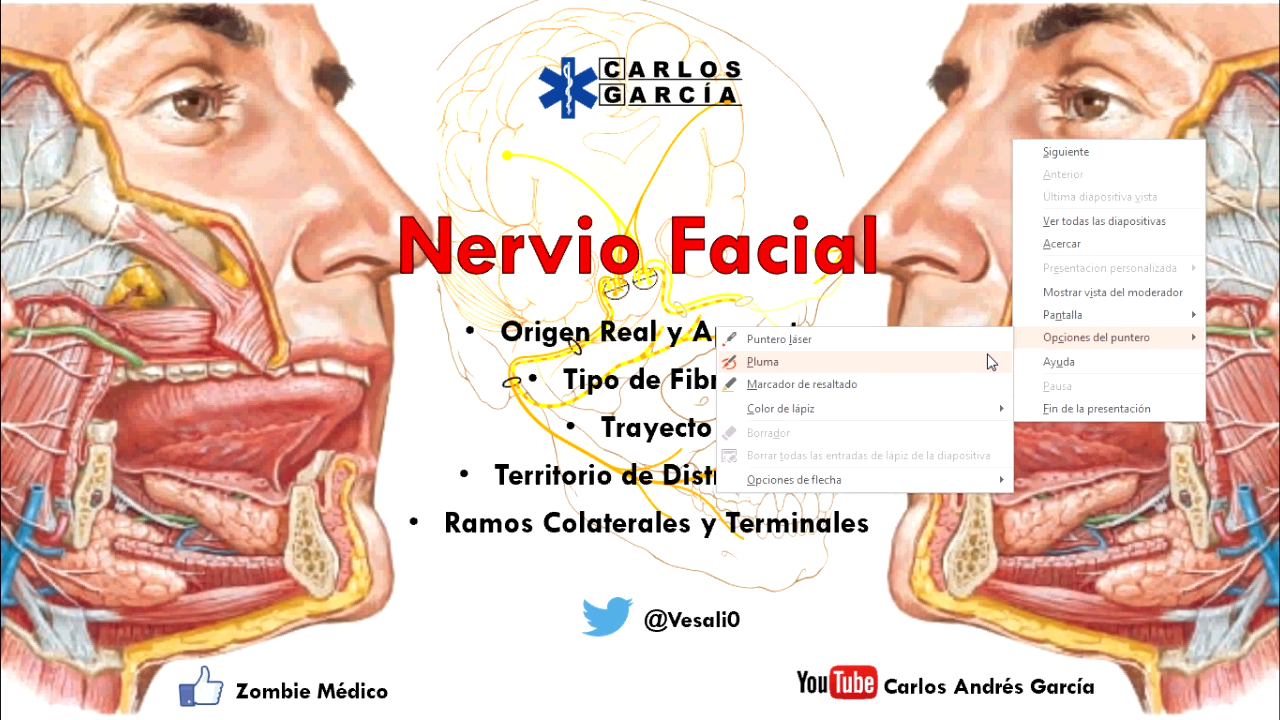 CARLOS
GARCÍA
Nervio Facial
• Origen Real y
• Tipo de
• Trayecto
• Territorio de
• Ramos Colaterales y Terminales
@Vesali0
Zombie Médico
YouTube Carlos Andrés García
Siguiente
Anterior
Última diapositiva vista
Ver todas las diapositivas
Acercar
Presentación personalizada
Mostrar vista del moderador
Pantalla
Opciones del puntero
Ayuda
Pausa
Fin de la presentación
Puntero láser
Pluma
Marcador de resaltado
Color de lápiz
Borrador
Borrar todas las entradas de lápiz de la diapositiva
Opciones de flecha